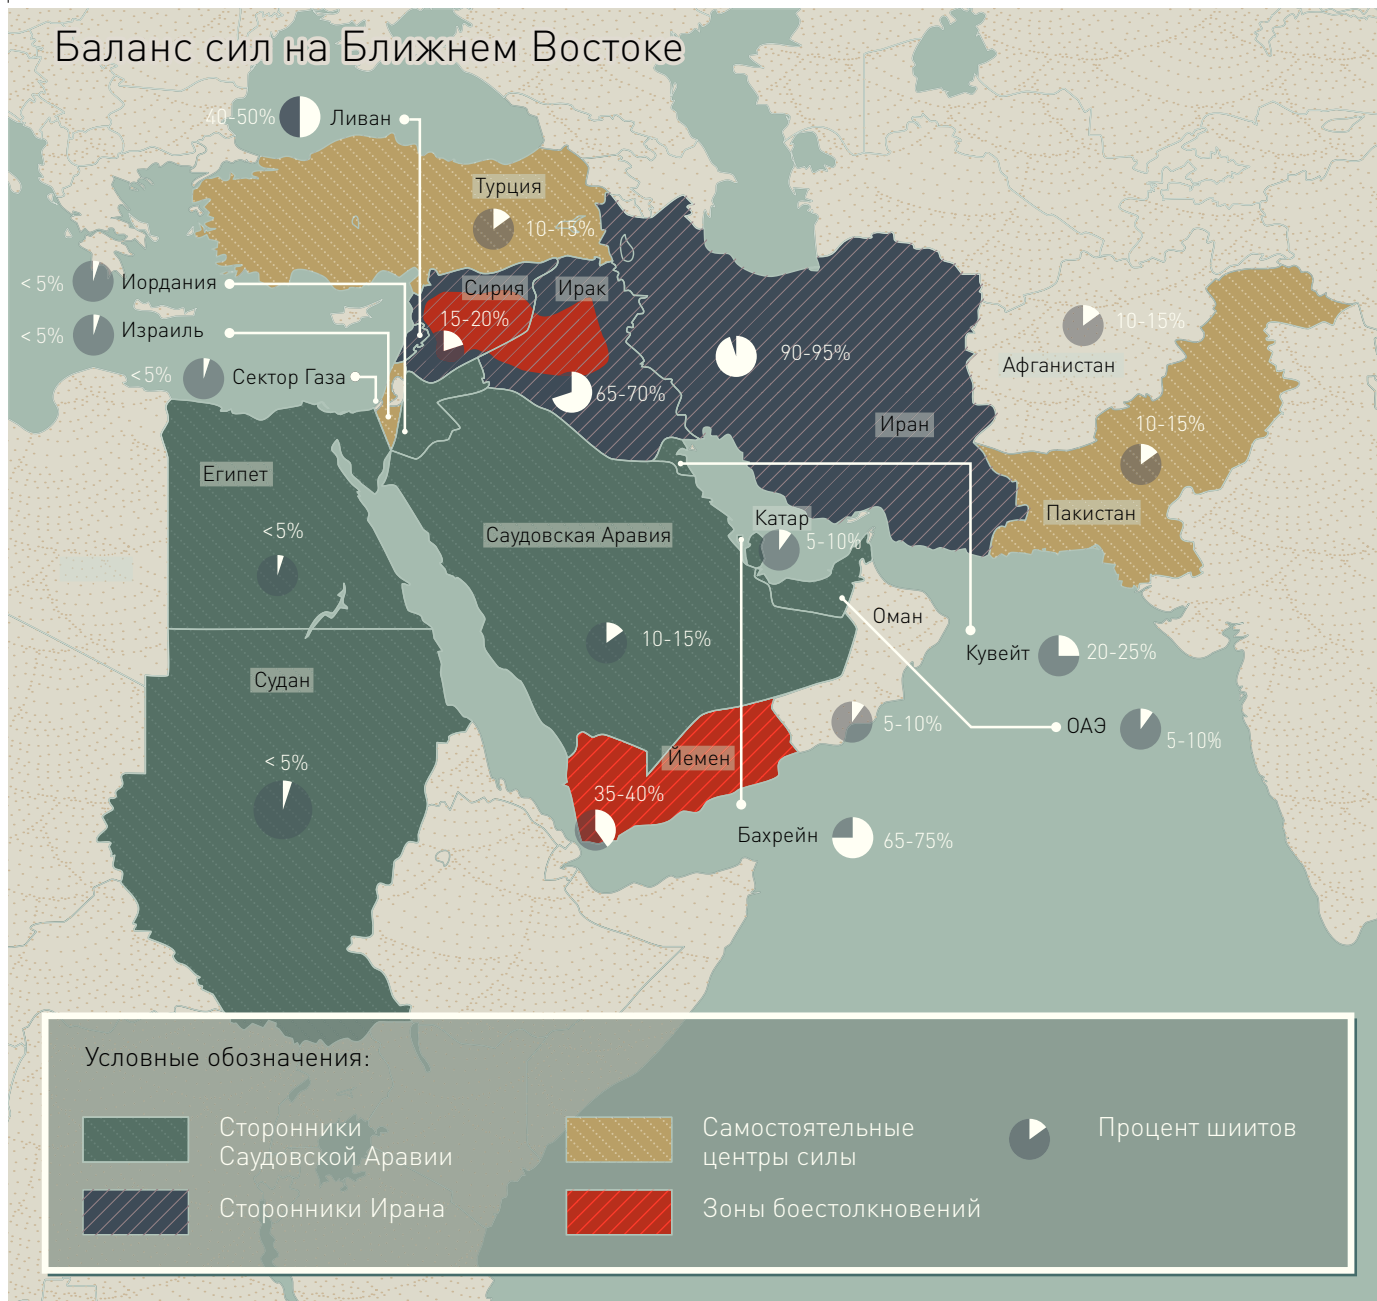 Баланс сил на Ближнем Востоке
40-50%
Ливан
Турция
10-15%
< 5%
Иордания
Сирия
Ирак
< 5%
Израиль
15-20%
10-15%
90-95%
Афганистан
<5%
Сектор Газа
65-70%
Иран
10-15%
Египет
Пакистан
<5%
Саудовская Аравия
Катар
5-10%
Оман
10-15%
Кувейт
20-25%
Судан
5-10%
ОАЭ
5-10%
< 5%
Йемен
35-40%
Бахрейн
65-75%
Условные обозначения:
Сторонники
Саудовской Аравии
Самостоятельные
центры силы
Процент шиитов
Сторонники Ирана
Зоны боестолкновений